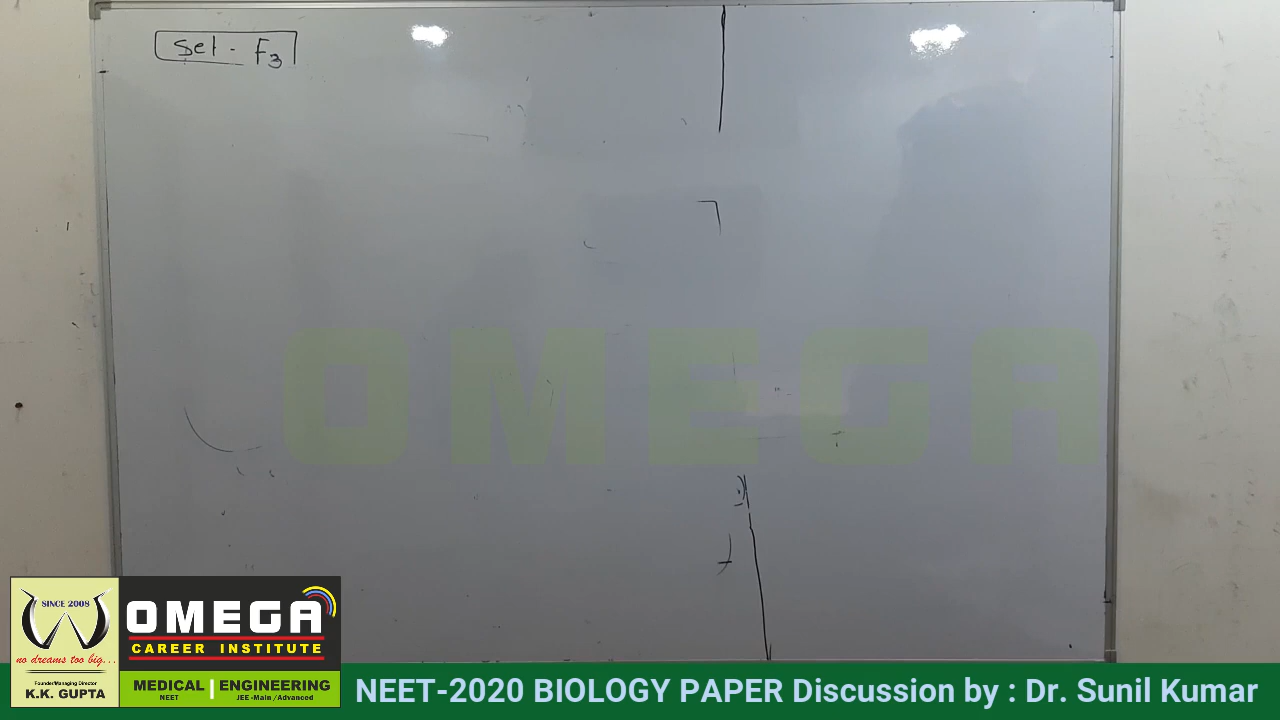 Set - F3
OMEGA
SINCE 2008
no dreams too big...
Founder/Managing Director
K.K. GUPTA
OMEGA
CAREER INSTITUTE
MEDICAL | ENGINEERING
NEET JEE-Main /Advanced
NEET-2020 BIOLOGY PAPER Discussion by : Dr. Sunil Kumar